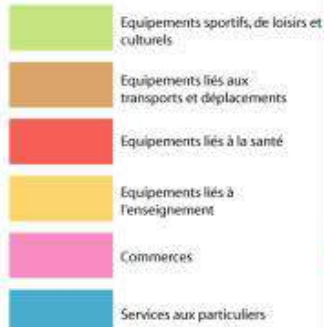 Equipements sportifs, de loisirs et
culturels
Equipements liés aux
transports et déplacements
Equipements liés à la santé
Equipements liés à
l'enseignement
Commerces
Services aux particuliers